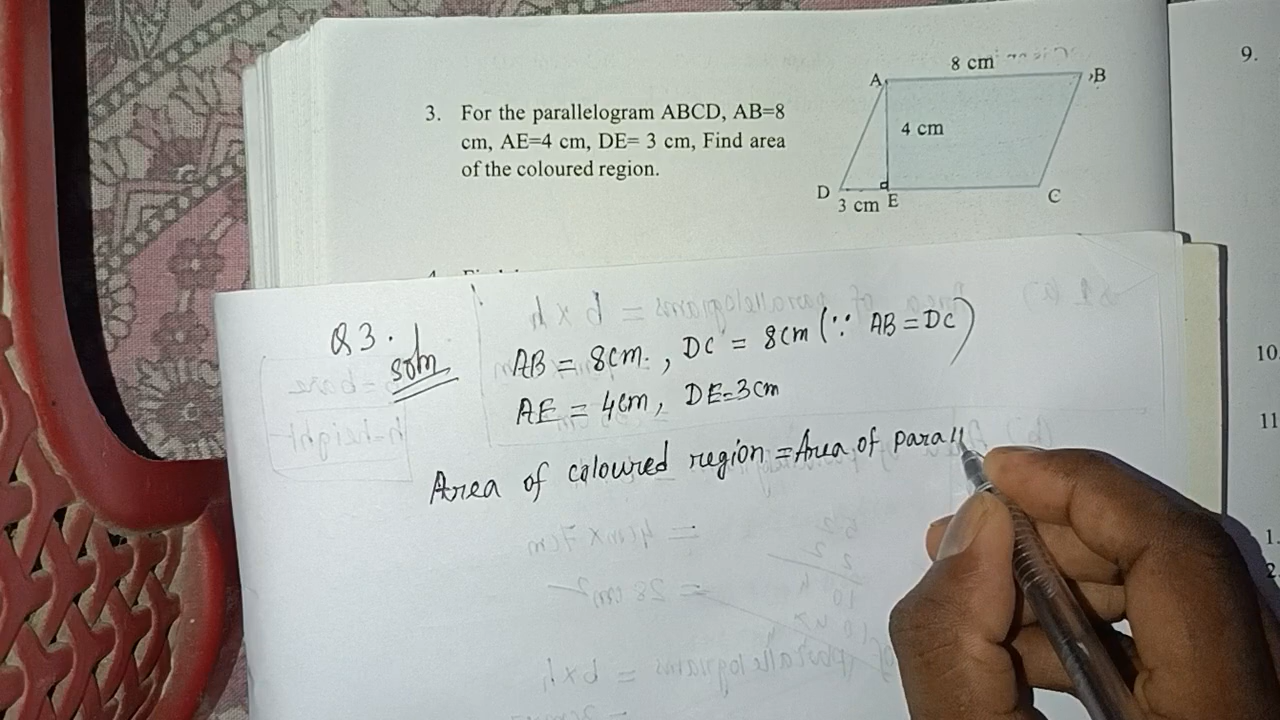 3. For the parallelogram ABCD, AB=8
cm, AE=4 cm, DE= 3 cm, Find area
of the coloured region.
8 cm
A
B
4 cm
D
3 cm
E
C
9.
10.
11
1.
2.
Q3.
Soln
AB = 8cm., DC = 8cm (∵ AB = DC)
AE = 4cm, DE=3cm
Area of coloured region = Area of parall